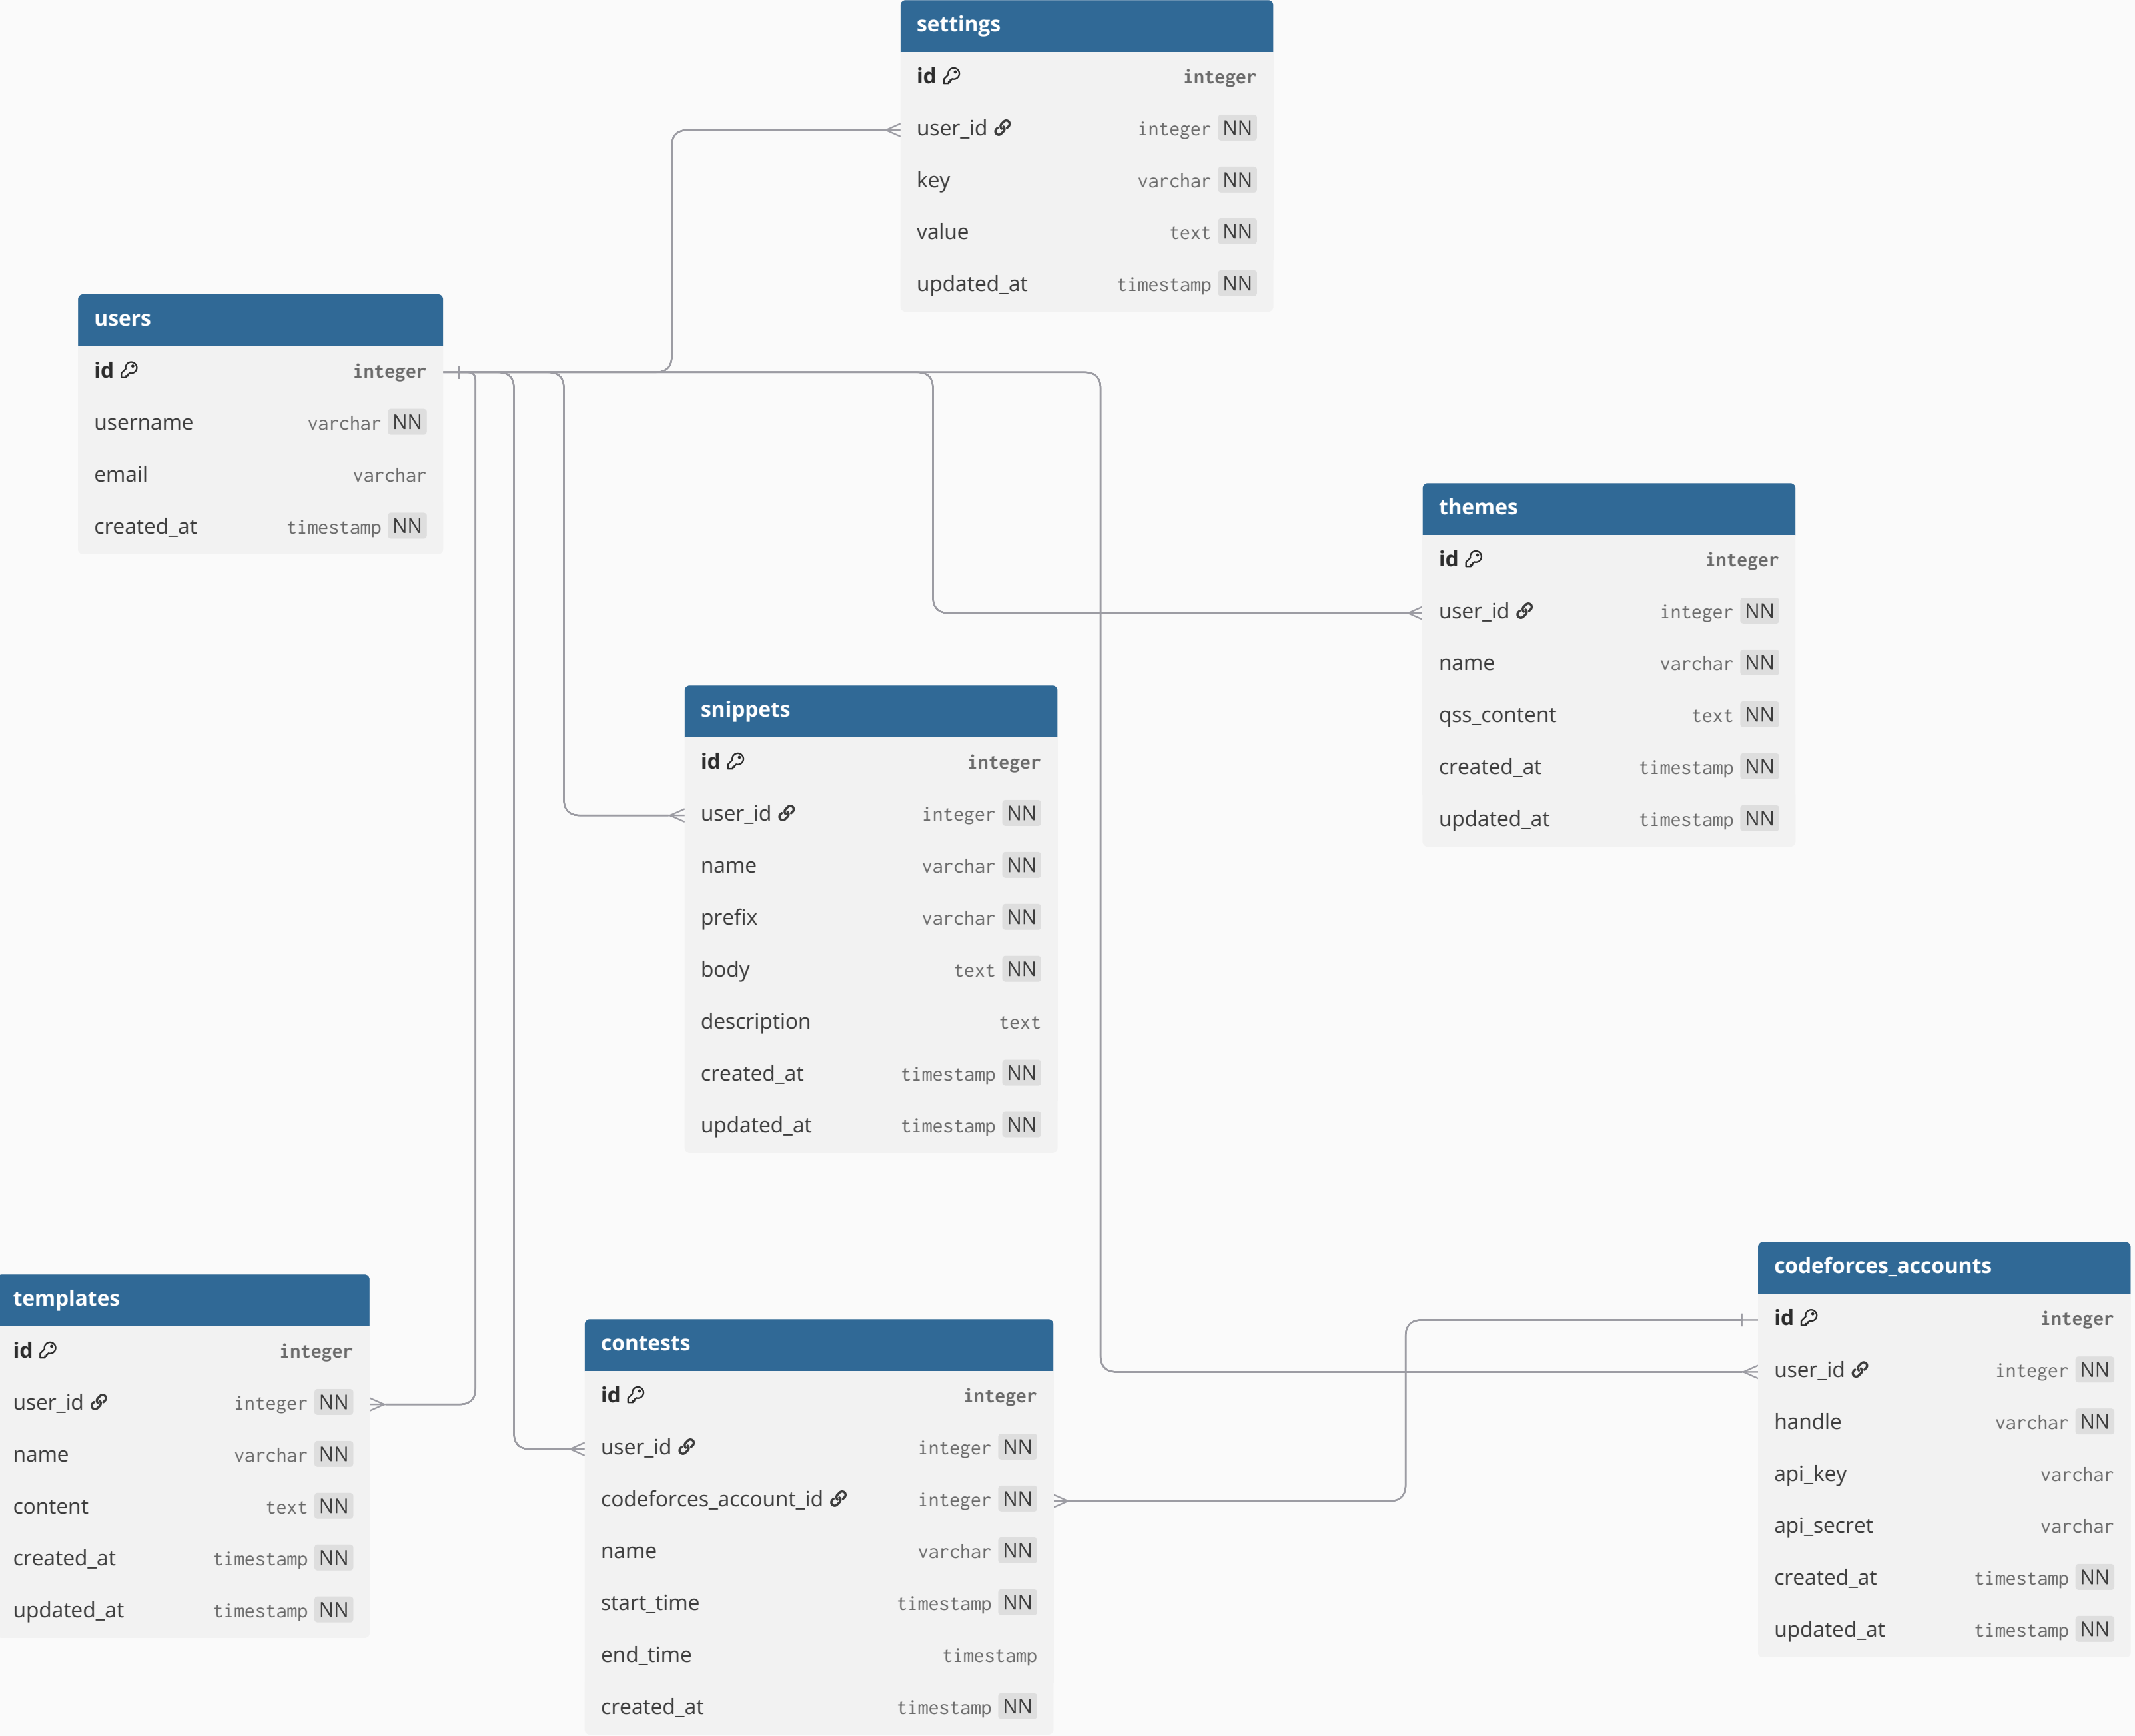 settings
id integer
user_id integer NN
key varchar NN
value text NN
updated_at timestamp NN
users
id integer
username varchar NN
email varchar
created_at timestamp NN
themes
id integer
user_id integer NN
name varchar NN
qss_content text NN
created_at timestamp NN
updated_at timestamp NN
snippets
id integer
user_id integer NN
name varchar NN
prefix varchar NN
body text NN
description text
created_at timestamp NN
updated_at timestamp NN
templates
id integer
user_id integer NN
name varchar NN
content text NN
created_at timestamp NN
updated_at timestamp NN
contests
id integer
user_id integer NN
codeforces_account_id integer NN
name varchar NN
start_time timestamp NN
end_time timestamp
created_at timestamp NN
codeforces_accounts
id integer
user_id integer NN
handle varchar NN
api_key varchar
api_secret varchar
created_at timestamp NN
updated_at timestamp NN